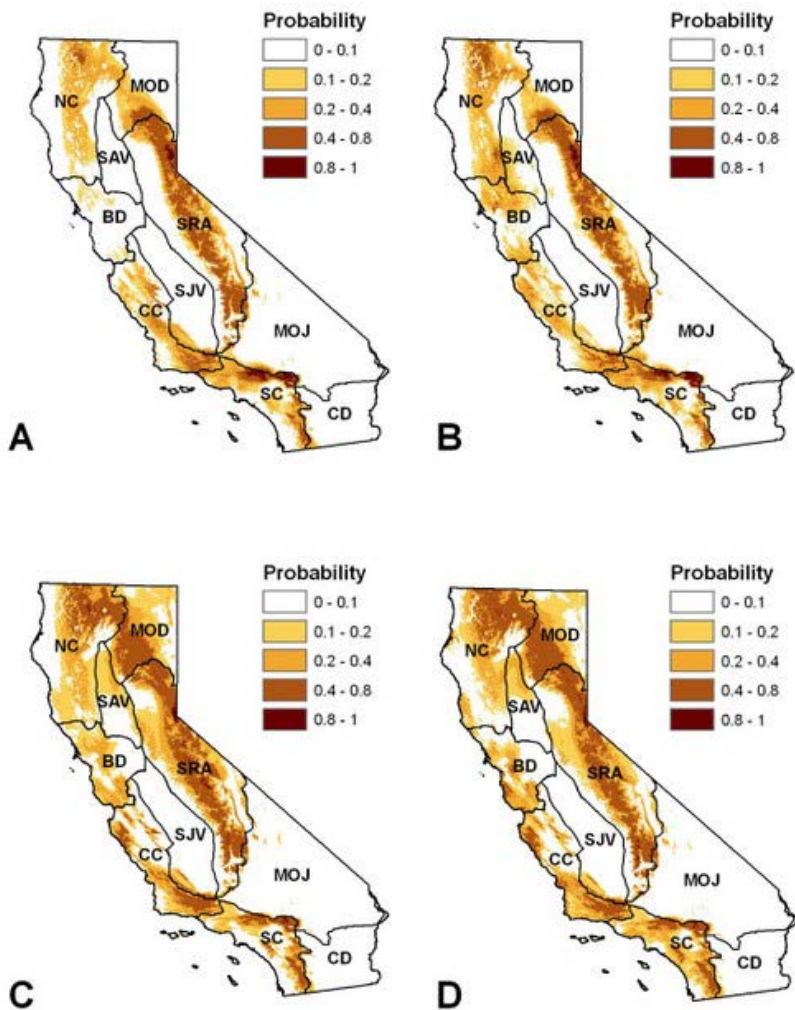 Probability
0 - 0.1
0.1 - 0.2
0.2 - 0.4
0.4 - 0.8
0.8 - 1
MOD
NC
SAV
BD
SRA
SJV
CC
MOJ
SC
CD
A
Probability
0 - 0.1
0.1 - 0.2
0.2 - 0.4
0.4 - 0.8
0.8 - 1
MOD
NC
SAV
BD
SRA
SJV
CC
MOJ
SC
CD
B
Probability
0 - 0.1
0.1 - 0.2
0.2 - 0.4
0.4 - 0.8
0.8 - 1
MOD
NC
SAV
BD
SRA
SJV
CC
MOJ
SC
CD
C
Probability
0 - 0.1
0.1 - 0.2
0.2 - 0.4
0.4 - 0.8
0.8 - 1
MOD
NC
SAV
BD
SRA
SJV
CC
MOJ
SC
CD
D